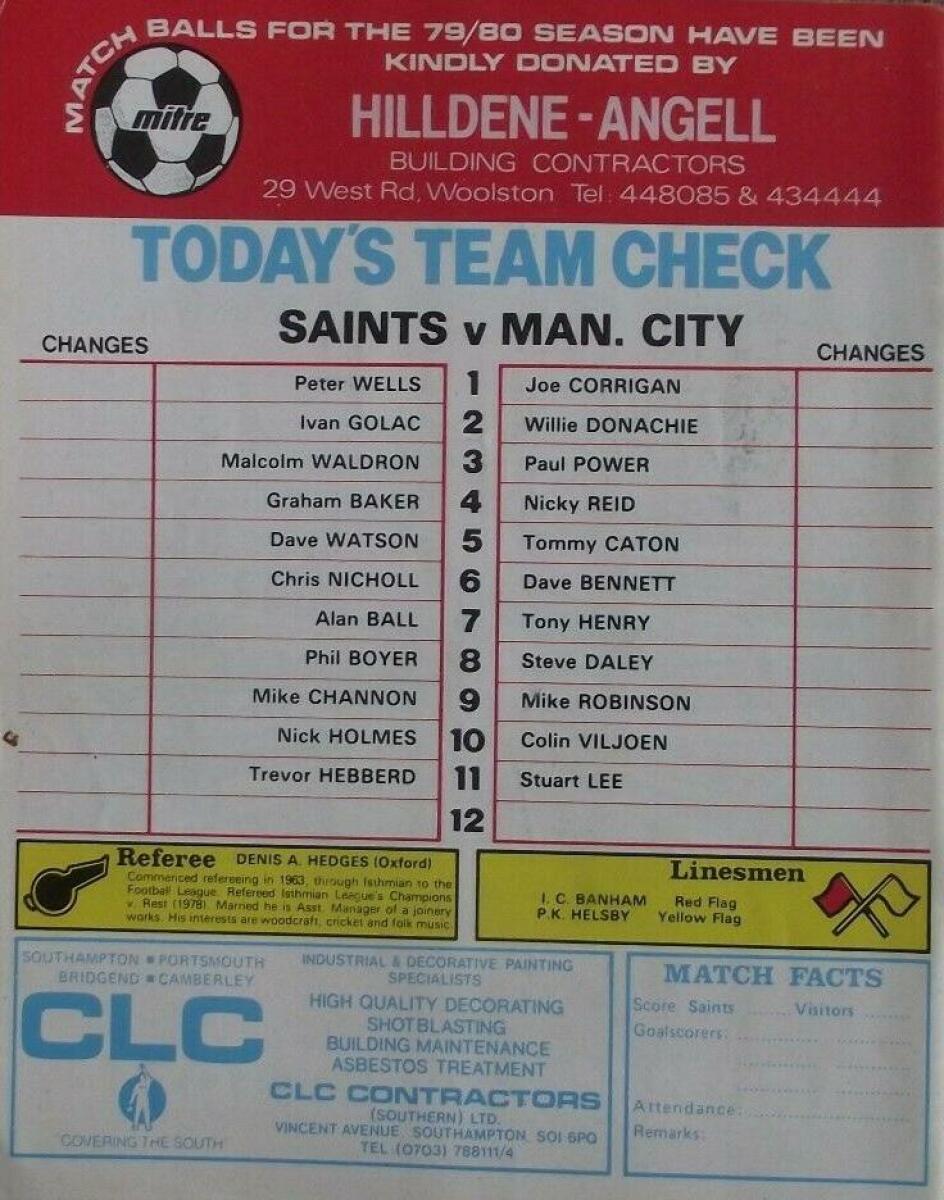 MATCH BALLS FOR THE 79/80 SEASON HAVE BEEN
KINDLY DONATED BY
mitre
HILLDENE - ANGELL
BUILDING CONTRACTORS
29 West Rd, Woolston Tel: 448085 & 434444
TODAY'S TEAM CHECK
SAINTS v MAN. CITY
CHANGES CHANGES
Peter WELLS 1 Joe CORRIGAN
Ivan GOLAC 2 Willie DONACHIE
Malcolm WALDRON 3 Paul POWER
Graham BAKER 4 Nicky REID
Dave WATSON 5 Tommy CATON
Chris NICHOLL 6 Dave BENNETT
Alan BALL 7 Tony HENRY
Phil BOYER 8 Steve DALEY
Mike CHANNON 9 Mike ROBINSON
Nick HOLMES 10 Colin VILJOEN
Trevor HEBBERD 11 Stuart LEE
12
Referee DENIS A. HEDGES (Oxford)
Commenced refereeing in 1963, through Isthmian to the
Football League. Refereed Isthmian League's Champions
v. Rest (1978). Married he is Asst. Manager of a joinery
works. His interests are woodcraft, cricket and folk music.
Linesmen
I. C. BANHAM Red Flag
P.K. HELSBY Yellow Flag
SOUTHAMPTON ■ PORTSMOUTH
BRIDGEND ■ CAMBERLEY
CLC
COVERING THE SOUTH
INDUSTRIAL & DECORATIVE PAINTING
SPECIALISTS
HIGH QUALITY DECORATING
SHOTBLASTING
BUILDING MAINTENANCE
ASBESTOS TREATMENT
CLC CONTRACTORS
(SOUTHERN) LTD.
VINCENT AVENUE, SOUTHAMPTON. SO1 6PQ
TEL (0703) 788111/4
MATCH FACTS
Score Saints ........ Visitors ........
Goalscorers: ........
Attendance: ........
Remarks: